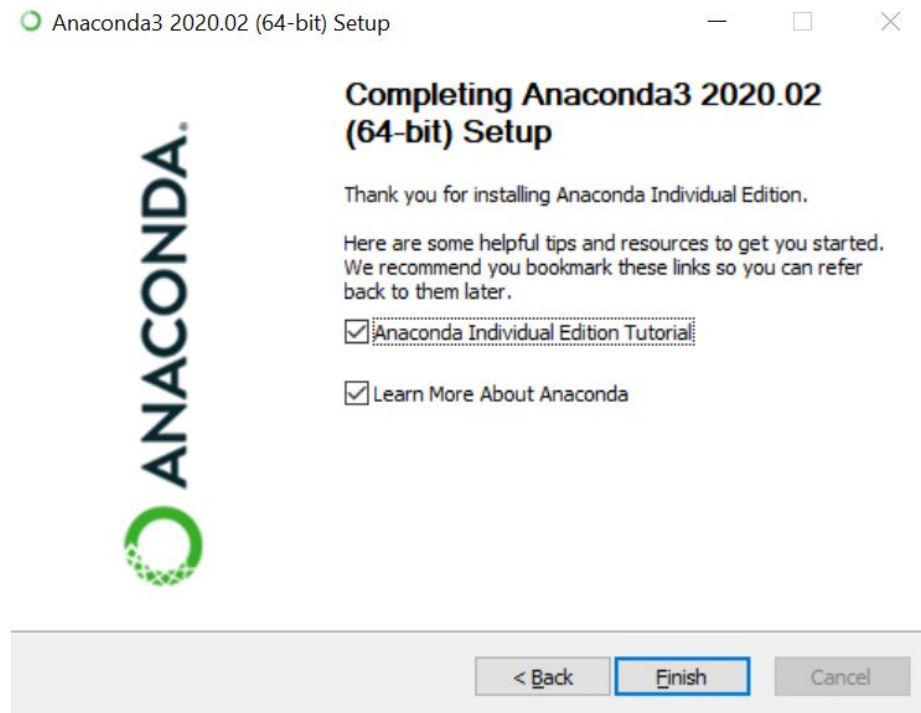 Anaconda3 2020.02 (64-bit) Setup
ANACONDA.
Completing Anaconda3 2020.02
(64-bit) Setup
Thank you for installing Anaconda Individual Edition.
Here are some helpful tips and resources to get you started.
We recommend you bookmark these links so you can refer
back to them later.
Anaconda Individual Edition Tutorial
Learn More About Anaconda
< Back
Finish
Cancel